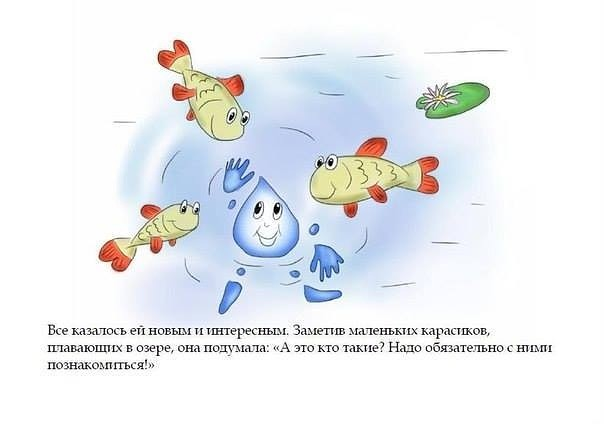 Все казалось ей новым и интересным. Заметив маленьких карасиков,
плавающих в озере, она подумала: «А это кто такие? Надо обязательно с ними
познакомиться!»